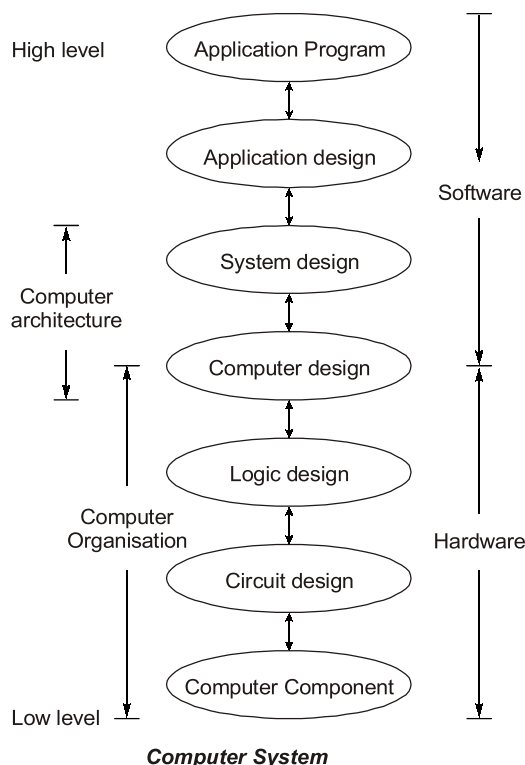 High level
Application Program
Application design
Software
System design
Computer
architecture
Computer design
Logic design
Computer
Organisation
Hardware
Circuit design
Computer Component
Low level
Computer System